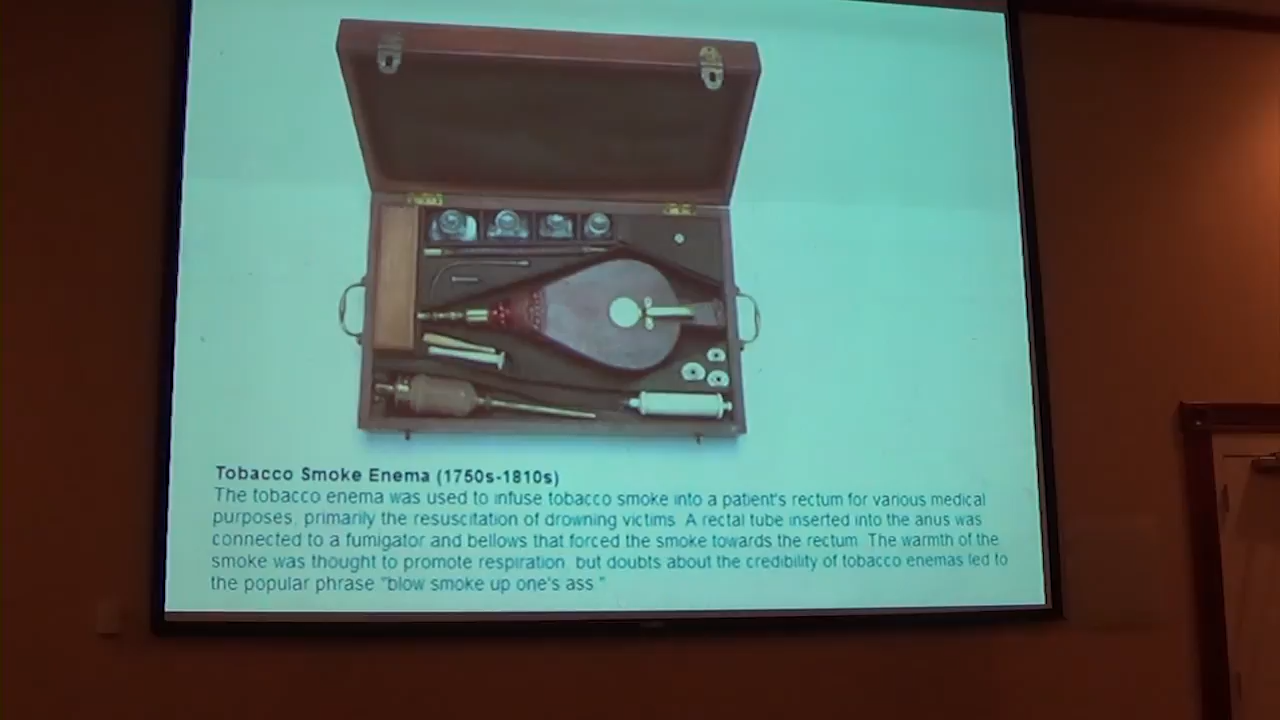 Tobacco Smoke Enema (1750s-1810s)
The tobacco enema was used to infuse tobacco smoke into a patient's rectum for various medical
purposes, primarily the resuscitation of drowning victims. A rectal tube inserted into the anus was
connected to a fumigator and bellows that forced the smoke towards the rectum. The warmth of the
smoke was thought to promote respiration, but doubts about the credibility of tobacco enemas led to
the popular phrase "blow smoke up one's ass."